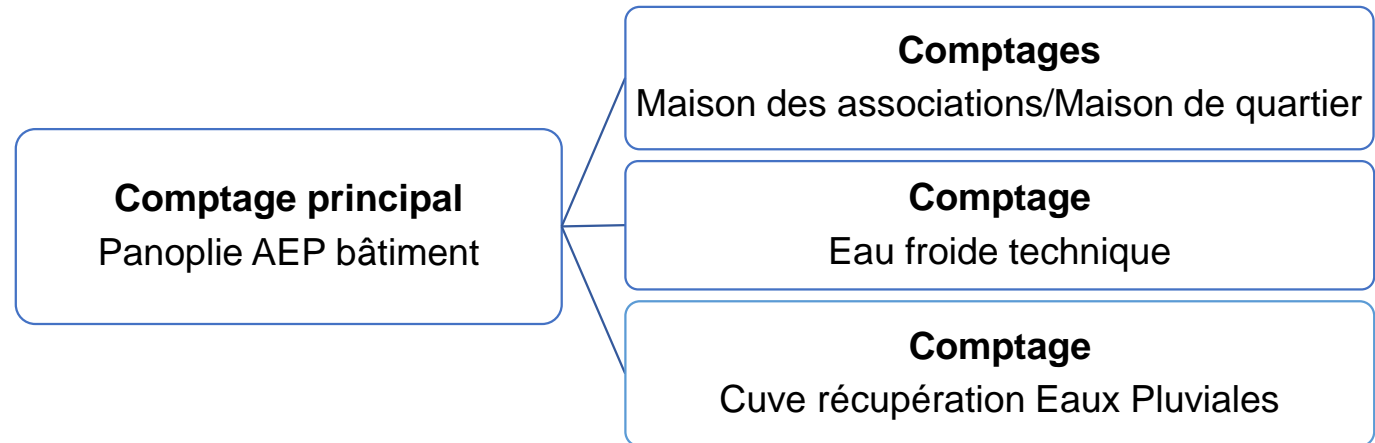 Comptage principal
Panoplie AEP bâtiment
Comptages
Maison des associations/Maison de quartier
Comptage
Eau froide technique
Comptage
Cuve récupération Eaux Pluviales